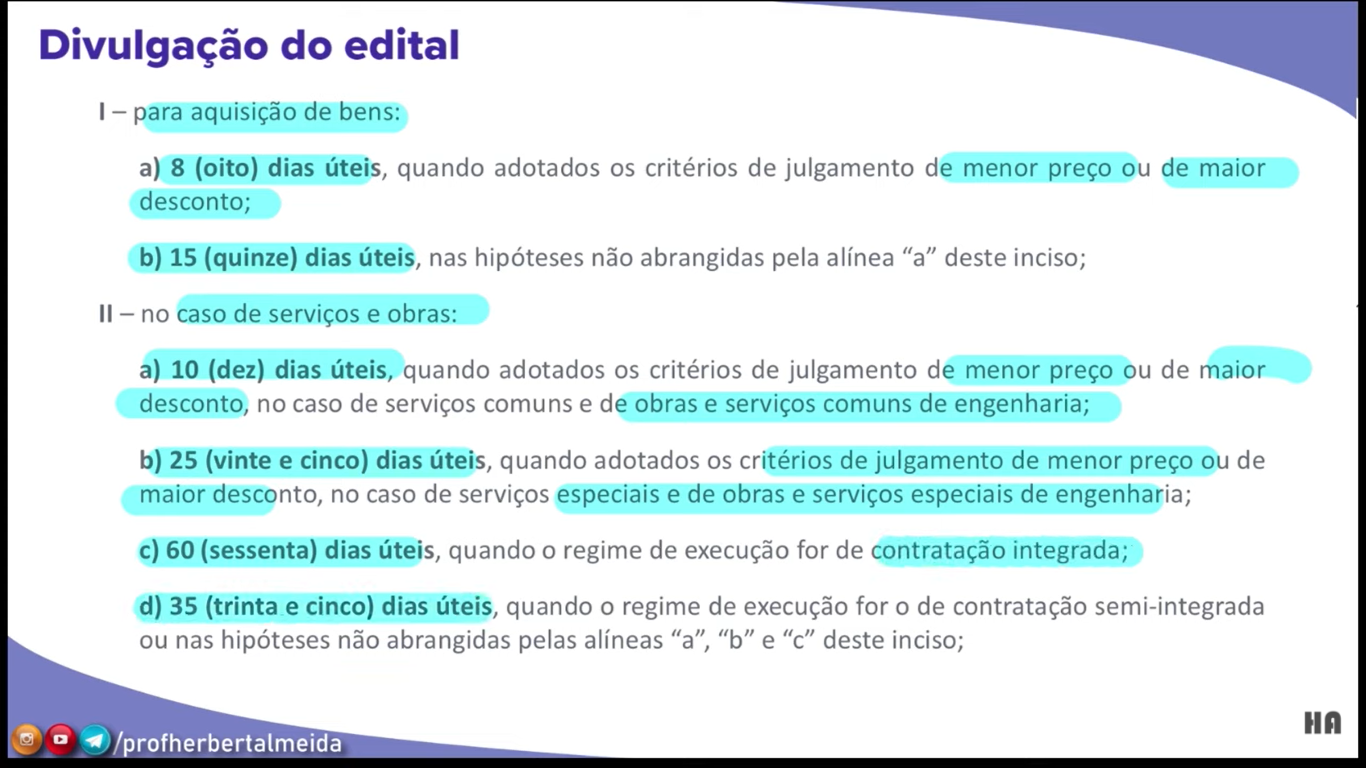 Divulgação do edital
I – para aquisição de bens:
a) 8 (oito) dias úteis, quando adotados os critérios de julgamento de menor preço ou de maior
desconto;
b) 15 (quinze) dias úteis, nas hipóteses não abrangidas pela alínea “a” deste inciso;
II – no caso de serviços e obras:
a) 10 (dez) dias úteis, quando adotados os critérios de julgamento de menor preço ou de maior
desconto, no caso de serviços comuns e de obras e serviços comuns de engenharia;
b) 25 (vinte e cinco) dias úteis, quando adotados os critérios de julgamento de menor preço ou de
maior desconto, no caso de serviços especiais e de obras e serviços especiais de engenharia;
c) 60 (sessenta) dias úteis, quando o regime de execução for de contratação integrada;
d) 35 (trinta e cinco) dias úteis, quando o regime de execução for o de contratação semi-integrada
ou nas hipóteses não abrangidas pelas alíneas “a”, “b” e “c” deste inciso;
HA
/profherbertalmeida